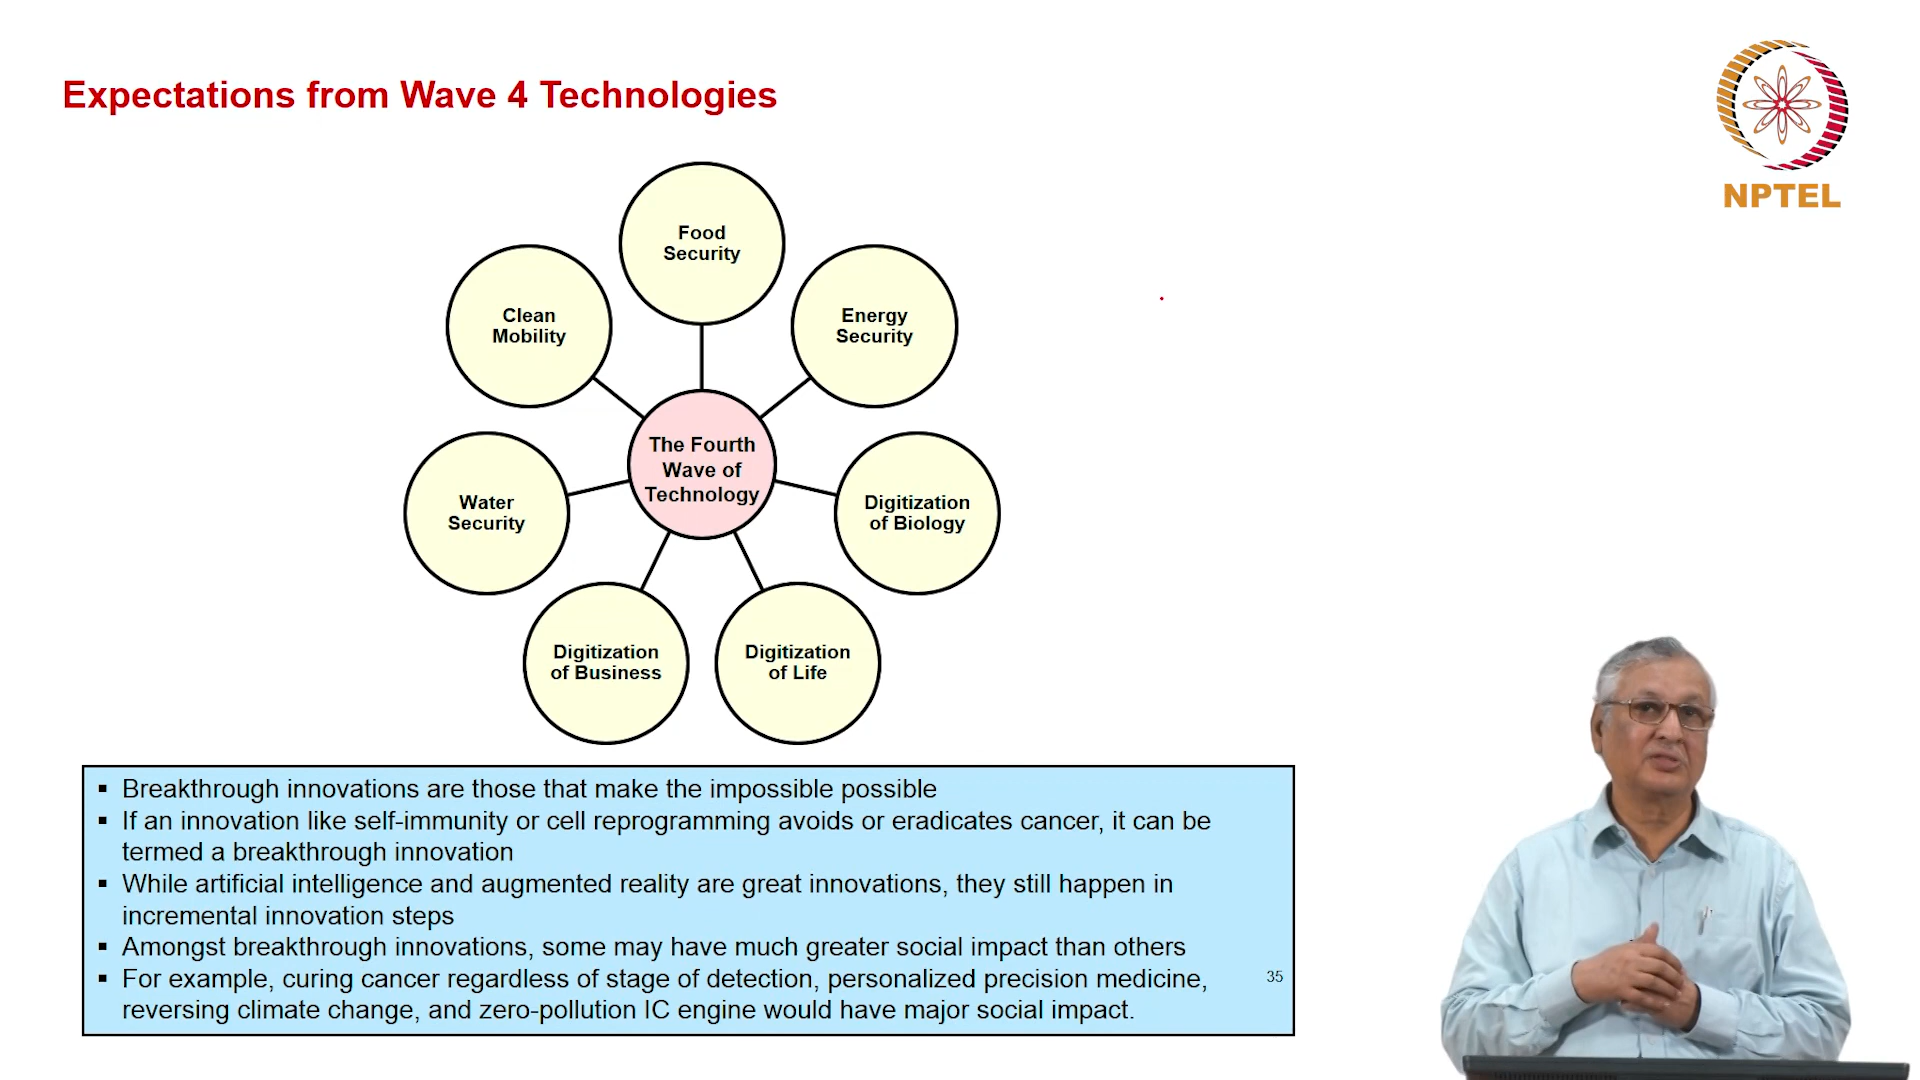 Expectations from Wave 4 Technologies
NPTEL
Food
Security
Clean
Mobility
Energy
Security
The Fourth
Wave of
Technology
Water
Security
Digitization
of Biology
Digitization
of Business
Digitization
of Life
▪ Breakthrough innovations are those that make the impossible possible
▪ If an innovation like self-immunity or cell reprogramming avoids or eradicates cancer, it can be
termed a breakthrough innovation
▪ While artificial intelligence and augmented reality are great innovations, they still happen in
incremental innovation steps
▪ Amongst breakthrough innovations, some may have much greater social impact than others
▪ For example, curing cancer regardless of stage of detection, personalized precision medicine,
reversing climate change, and zero-pollution IC engine would have major social impact.
35